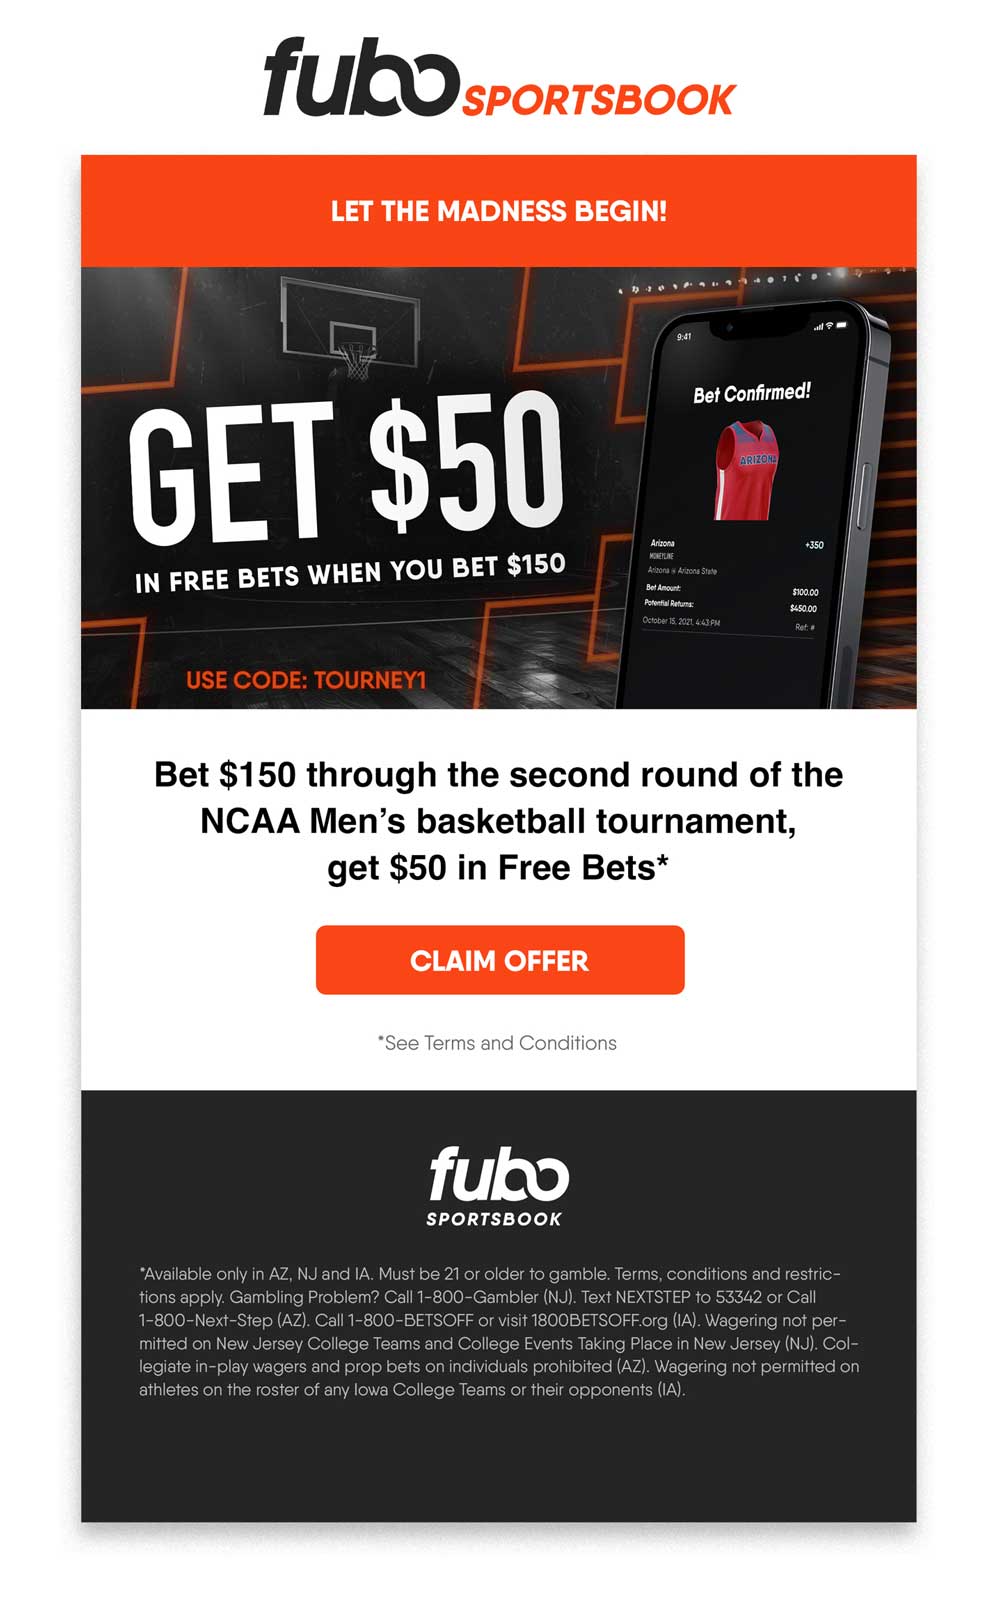 fubo SPORTSBOOK
LET THE MADNESS BEGIN!
GET $50
IN FREE BETS WHEN YOU BET $150
USE CODE: TOURNEY1
9:41
Bet Confirmed!
ARIZONA
Arizona +350
MONEYLINE
Arizona @ Arizona State
Bet Amount: $100.00
Potential Returns: $450.00
October 15, 2021, 4:43PM Ref: #
Bet $150 through the second round of the
NCAA Men’s basketball tournament,
get $50 in Free Bets*
CLAIM OFFER
*See Terms and Conditions
fubo
SPORTSBOOK
*Available only in AZ, NJ and IA. Must be 21 or older to gamble. Terms, conditions and restric-
tions apply. Gambling Problem? Call 1-800-Gambler (NJ). Text NEXTSTEP to 53342 or Call
1-800-Next-Step (AZ). Call 1-800-BETSOFF or visit 1800BETSOFF.org (IA). Wagering not per-
mitted on New Jersey College Teams and College Events Taking Place in New Jersey (NJ). Col-
legiate in-play wagers and prop bets on individuals prohibited (AZ). Wagering not permitted on
athletes on the roster of any Iowa College Teams or their opponents (IA).